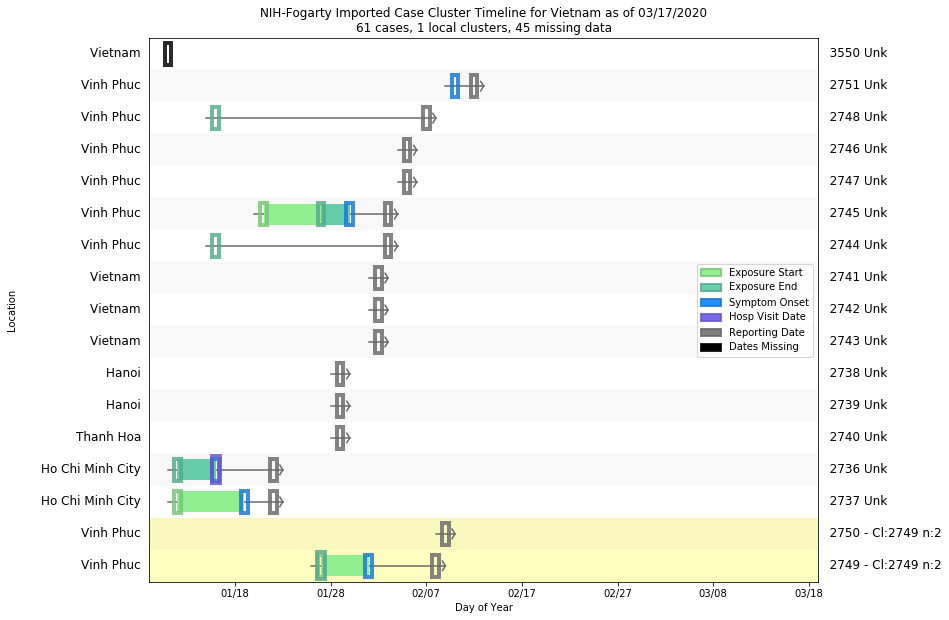 NIH-Fogarty Imported Case Cluster Timeline for Vietnam as of 03/17/2020
61 cases, 1 local clusters, 45 missing data
Vietnam 3550 Unk
Vinh Phuc 2751 Unk
Vinh Phuc 2748 Unk
Vinh Phuc 2746 Unk
Vinh Phuc 2747 Unk
Vinh Phuc 2745 Unk
Vinh Phuc 2744 Unk
Vietnam 2741 Unk
Vietnam 2742 Unk
Vietnam 2743 Unk
Hanoi 2738 Unk
Hanoi 2739 Unk
Thanh Hoa 2740 Unk
Ho Chi Minh City 2736 Unk
Ho Chi Minh City 2737 Unk
Vinh Phuc 2750 - Cl:2749 n:2
Vinh Phuc 2749 - Cl:2749 n:2
Exposure Start
Exposure End
Symptom Onset
Hosp Visit Date
Reporting Date
Dates Missing
Location
01/18 01/28 02/07 02/17 02/27 03/08 03/18
Day of Year